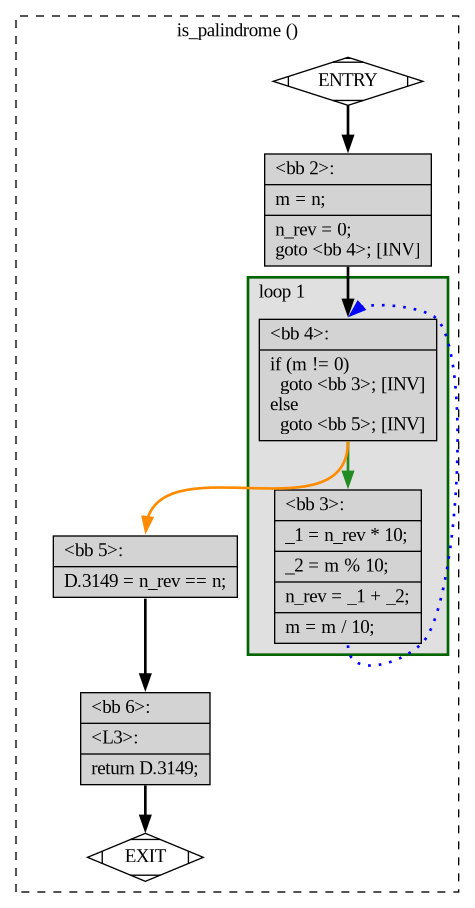 is_palindrome ()
ENTRY
<bb 2>:
m = n;
n_rev = 0;
goto <bb 4>; [INV]
loop 1
<bb 4>:
if (m != 0)
  goto <bb 3>; [INV]
else
  goto <bb 5>; [INV]
<bb 3>:
_1 = n_rev * 10;
_2 = m % 10;
n_rev = _1 + _2;
m = m / 10;
<bb 5>:
D.3149 = n_rev == n;
<bb 6>:
<L3>:
return D.3149;
EXIT